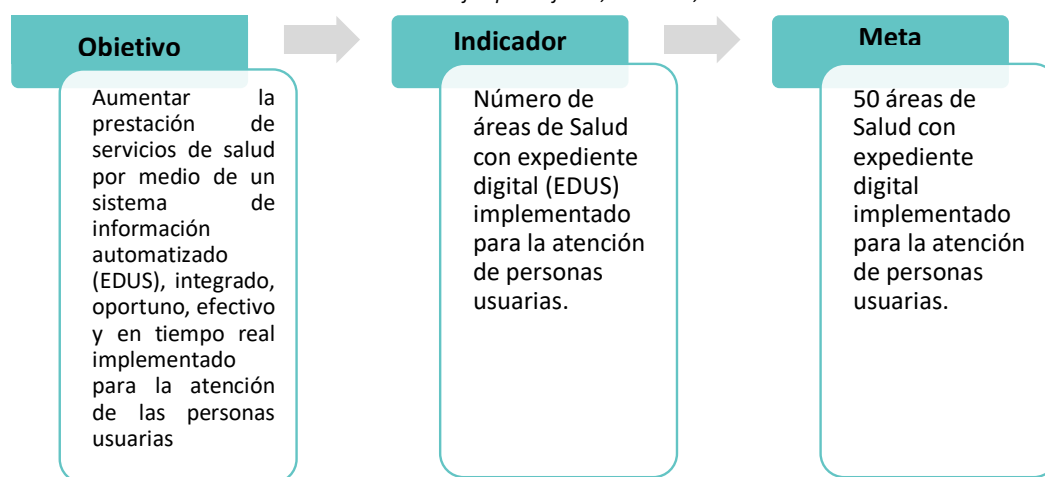 Objetivo
Aumentar la
prestación de
servicios de salud
por medio de un
sistema de
información
automatizado
(EDUS), integrado,
oportuno, efectivo
y en tiempo real
implementado
para la atención
de las personas
usuarias
Indicador
Número de
áreas de Salud
con expediente
digital (EDUS)
implementado
para la atención
de personas
usuarias.
Meta
50 áreas de
Salud con
expediente
digital
implementado
para la atención
de personas
usuarias.